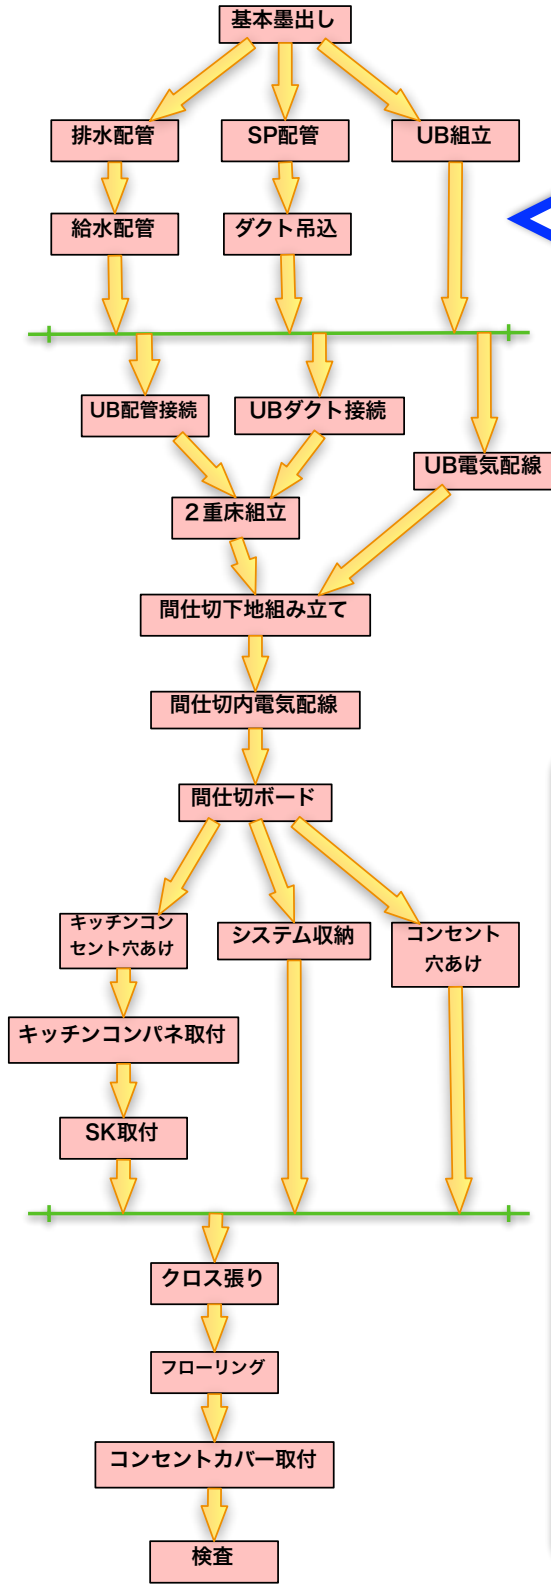 基本墨出し
排水配管
SP配管
UB組立
給水配管
ダクト吊込
UB配管接続
UBダクト接続
UB電気配線
２重床組立
間仕切下地組み立て
間仕切内電気配線
間仕切ボード
キッチンコン
セント穴あけ
システム収納
コンセント
穴あけ
キッチンコンパネ取付
SK取付
クロス張り
フローリング
コンセントカバー取付
検査